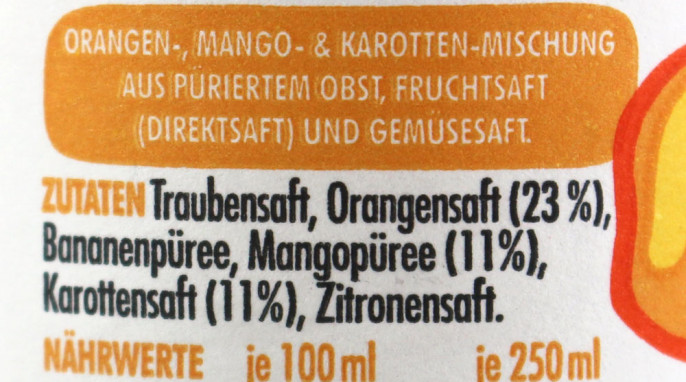 ORANGEN-, MANGO- & KAROTTEN-MISCHUNG
AUS PÜRIERTEM OBST, FRUCHTSAFT
(DIREKTSAFT) UND GEMÜSESAFT.
ZUTATEN Traubensaft, Orangensaft (23 %),
Bananenpüree, Mangopüree (11%),
Karottensaft (11%), Zitronensaft.
NÄHRWERTE je 100 ml je 250 ml